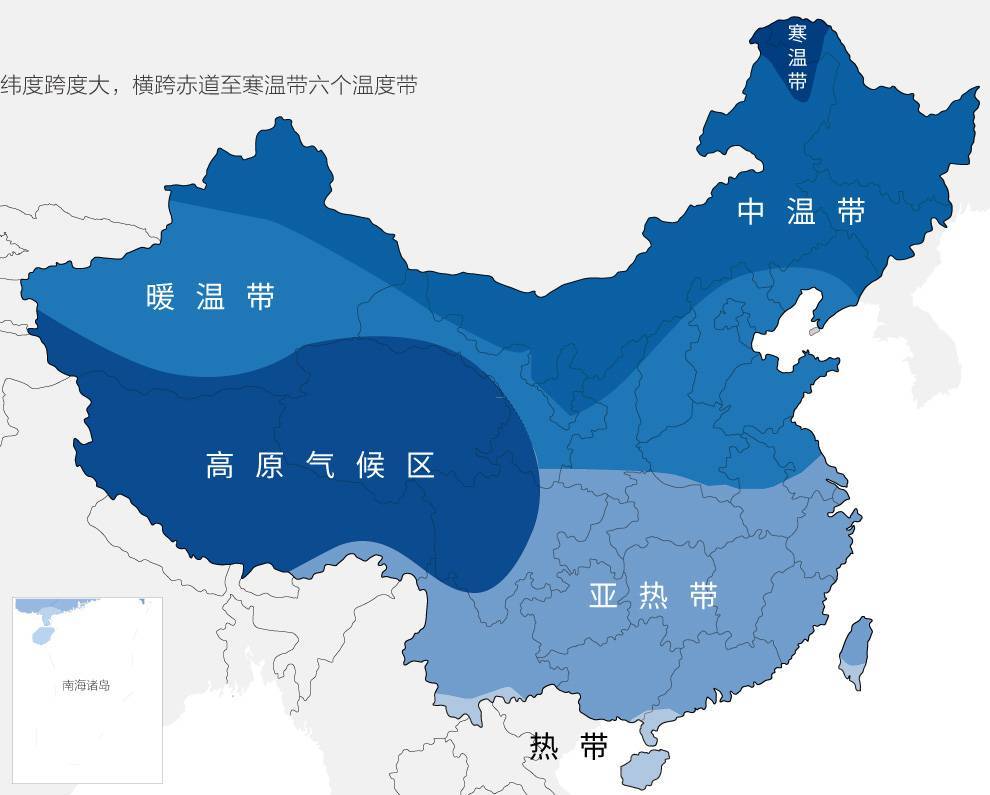 纬度跨度大，横跨赤道至寒温带六个温度带
寒
温
带
中温带
暖温带
高原气候区
亚热带
热带
南海诸岛